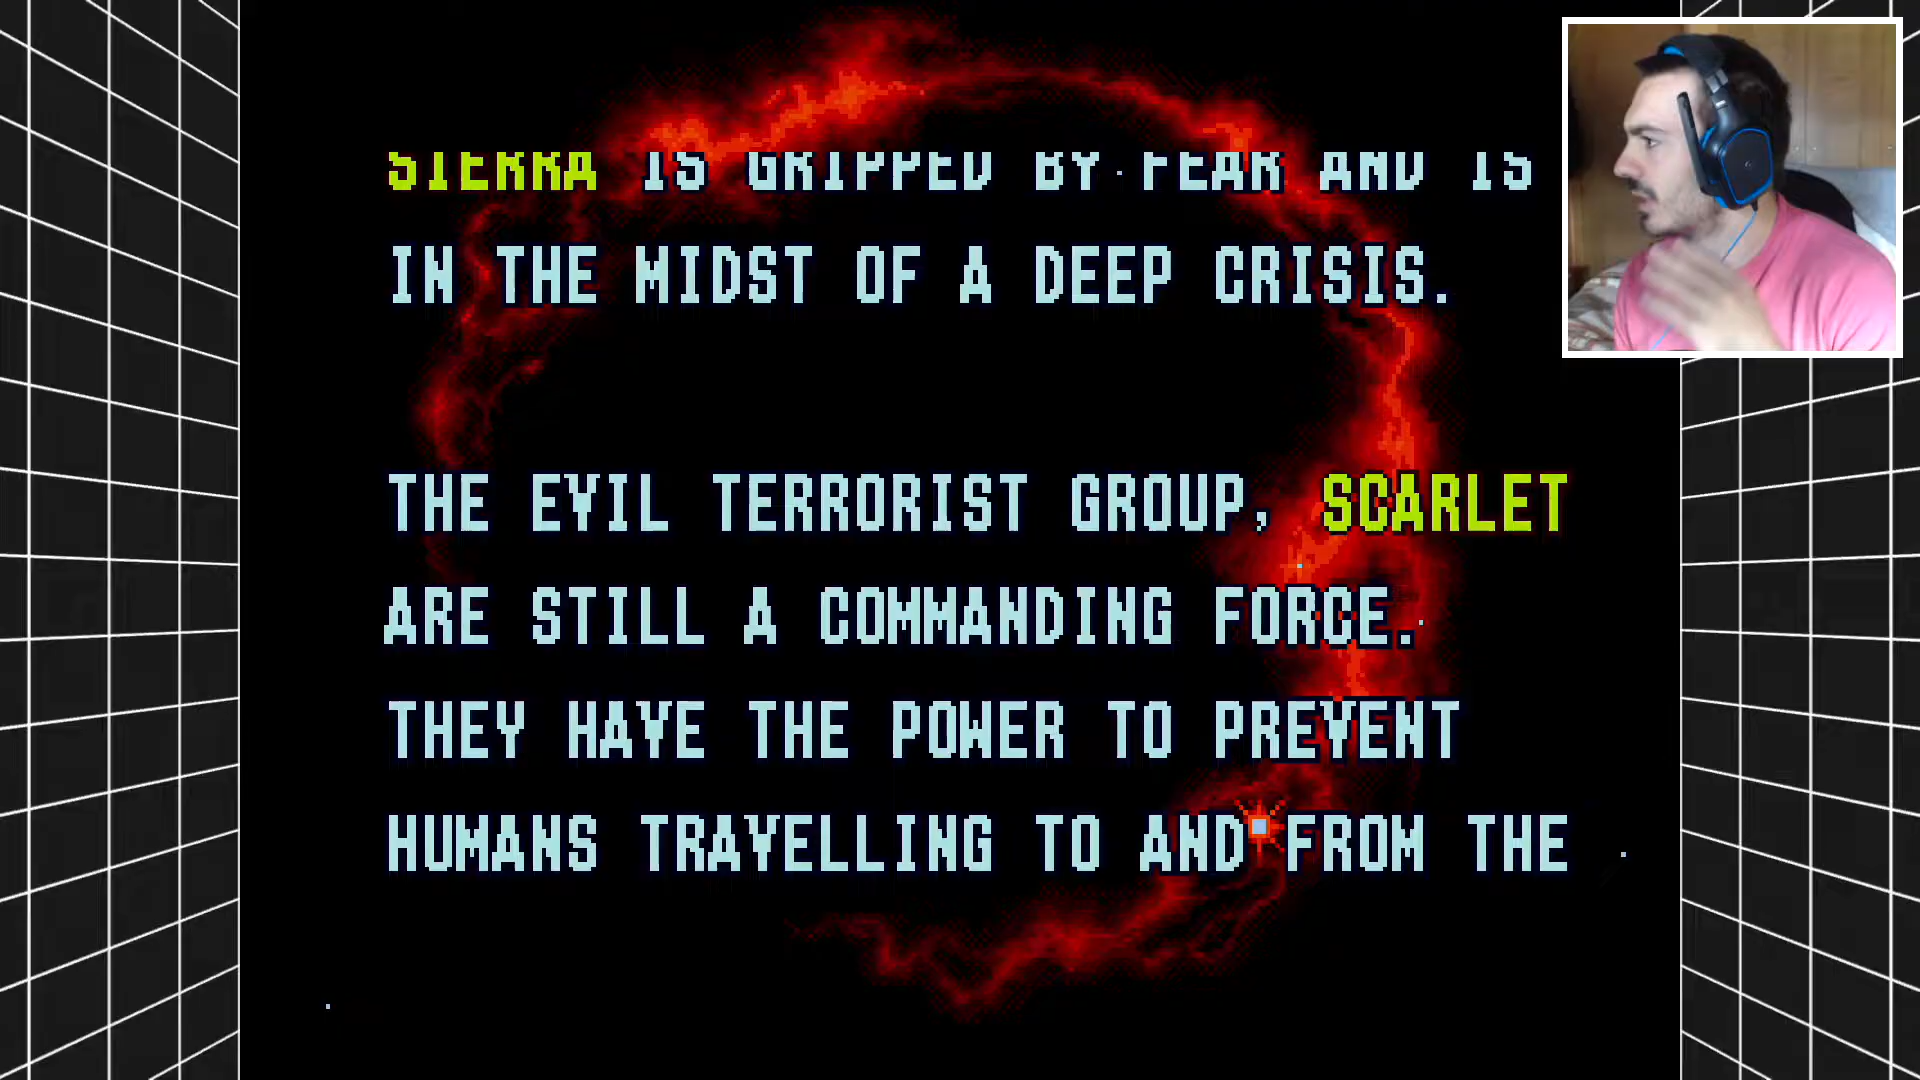 SIERRA IS GRIPPED BY FEAR AND IS
IN THE MIDST OF A DEEP CRISIS.
THE EVIL TERRORIST GROUP, SCARLET
ARE STILL A COMMANDING FORCE.
THEY HAVE THE POWER TO PREVENT
HUMANS TRAVELLING TO AND FROM THE